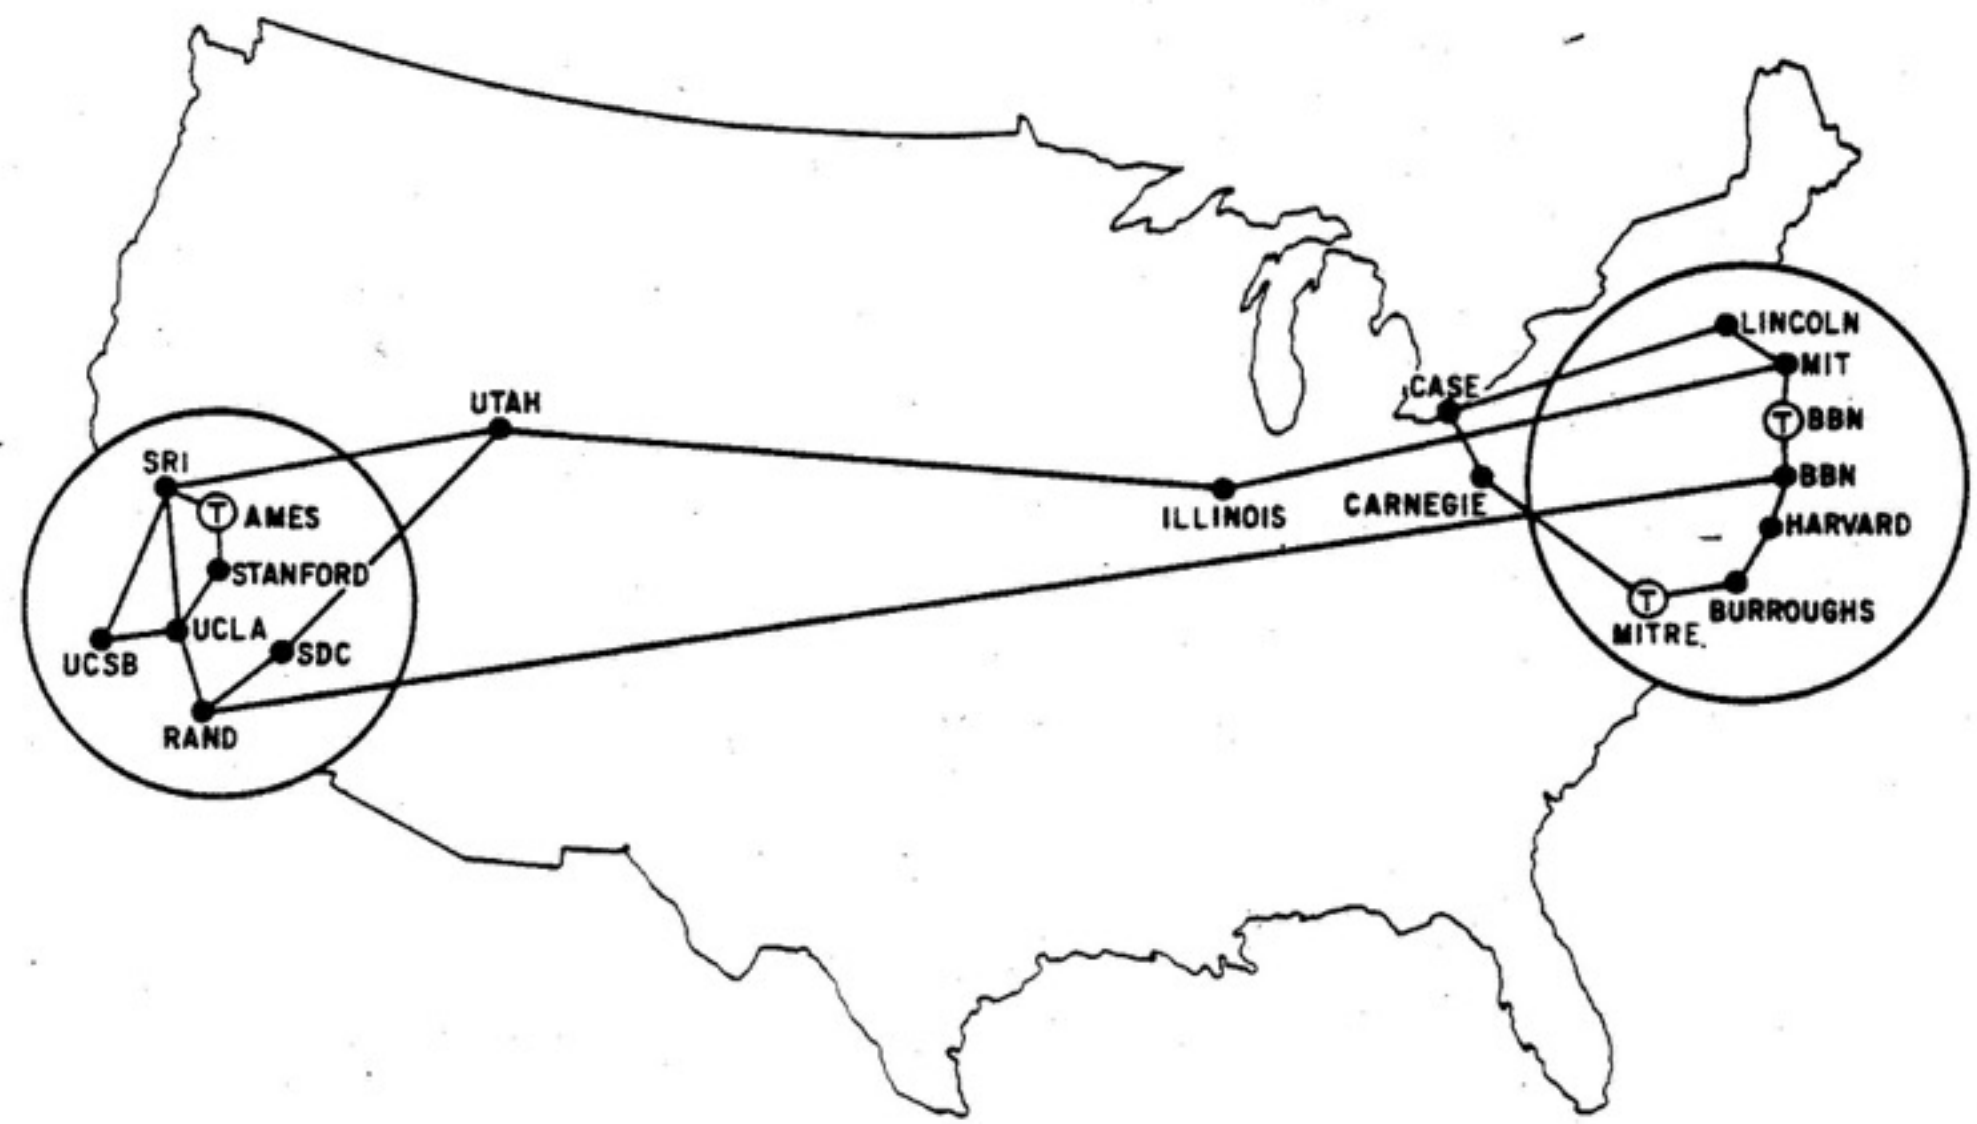 LINCOLN
MIT
CASE
UTAH
T BBN
SRI
BBN
CARNEGIE
T AMES
ILLINOIS
HARVARD
STANFORD
T
BURROUGHS
UCLA
MITRE.
SDC
UCSB
RAND